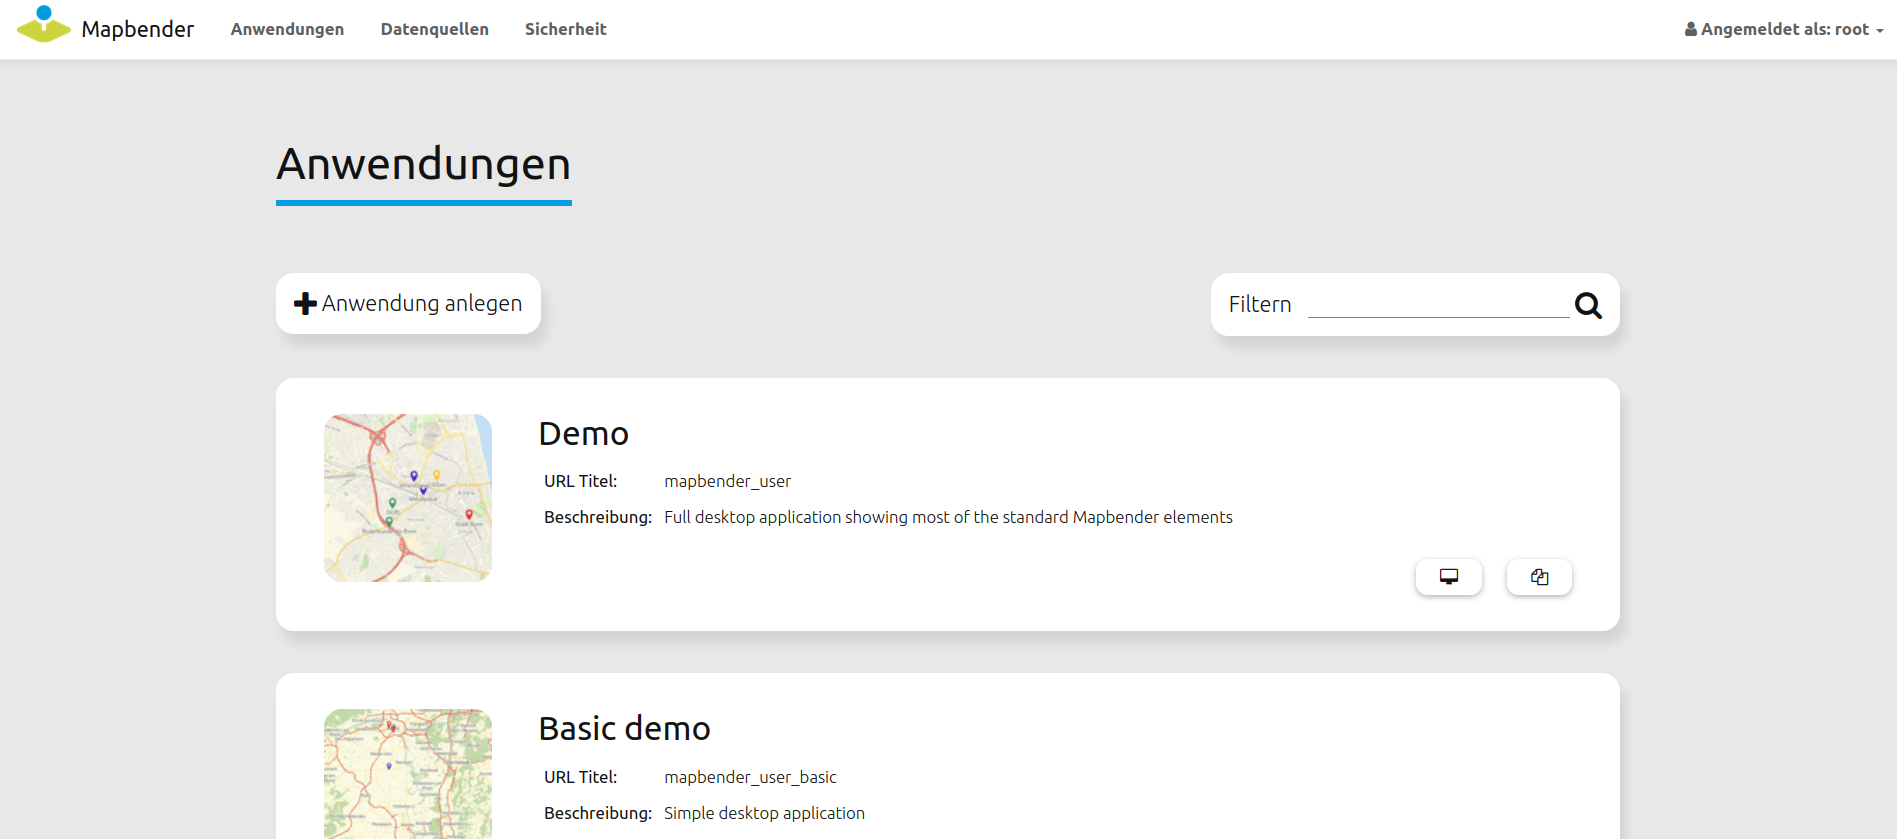 Mapbender Anwendungen Datenquellen Sicherheit Angemeldet als: root
Anwendungen
Anwendung anlegen
Filtern
Demo
URL Titel: mapbender_user
Beschreibung: Full desktop application showing most of the standard Mapbender elements
Basic demo
URL Titel: mapbender_user_basic
Beschreibung: Simple desktop application